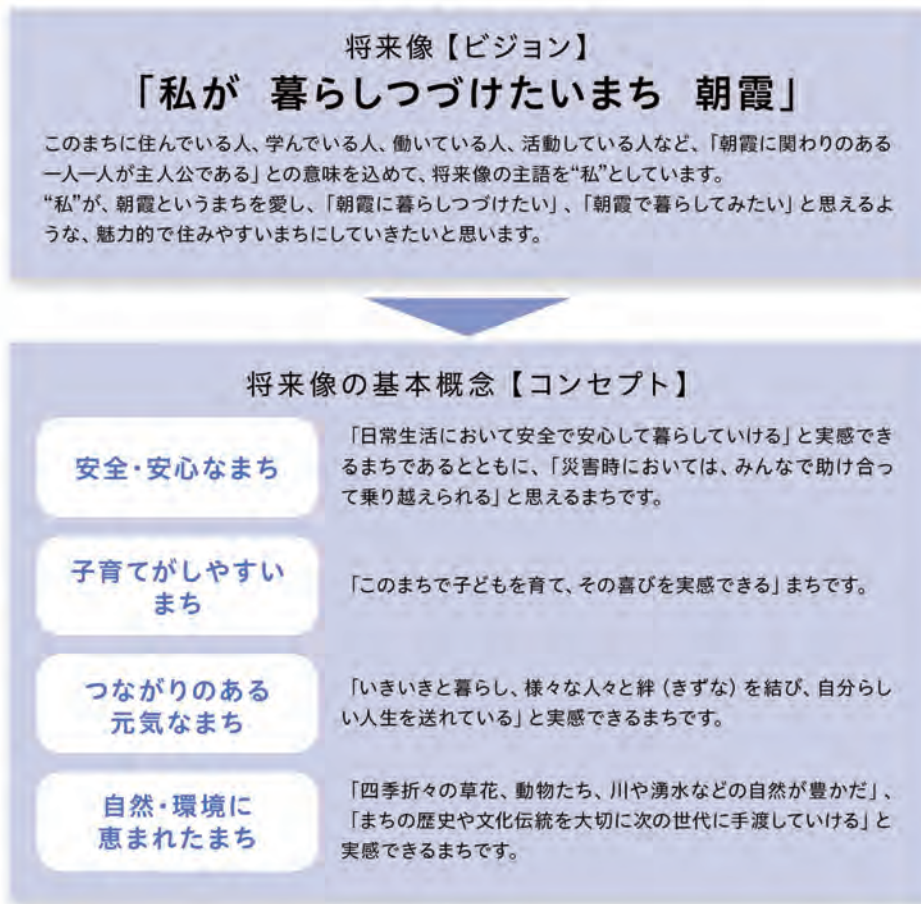 将来像【ビジョン】
「私が 暮らしつづけたいまち 朝霞」
このまちに住んでいる人、学んでいる人、働いている人、活動している人など、「朝霞に関わりのある
一人一人が主人公である」との意味を込めて、将来像の主語を“私”としています。
“私”が、朝霞というまちを愛し、「朝霞に暮らしつづけたい」、「朝霞で暮らしてみたい」と思えるよ
うな、魅力的で住みやすいまちにしていきたいと思います。
将来像の基本概念【コンセプト】
安全・安心なまち
「日常生活において安全で安心して暮らしていける」と実感でき
るまちであるとともに、「災害時においては、みんなで助け合っ
て乗り越えられる」と思えるまちです。
子育てがしやすい
まち
「このまちで子どもを育て、その喜びを実感できる」まちです。
つながりのある
元気なまち
「いきいきと暮らし、様々な人々と絆（きずな）を結び、自分らし
い人生を送れている」と実感できるまちです。
自然・環境に
恵まれたまち
「四季折々の草花、動物たち、川や湧水などの自然が豊かだ」、
「まちの歴史や文化伝統を大切に次の世代に手渡していける」と
実感できるまちです。